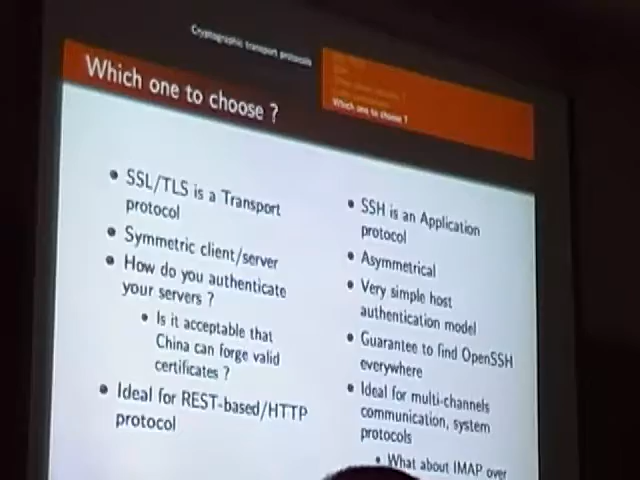 Cryptographic transport protocols
Which one to choose ?
Which one to choose ?
• SSL/TLS is a Transport
protocol
• Symmetric client/server
• How do you authenticate
your servers ?
• Is it acceptable that
China can forge valid
certificates ?
• Ideal for REST-based/HTTP
protocol
• SSH is an Application
protocol
• Asymmetrical
• Very simple host
authentication model
• Guarantee to find OpenSSH
everywhere
• Ideal for multi-channels
communication, system
protocols
• What about IMAP over